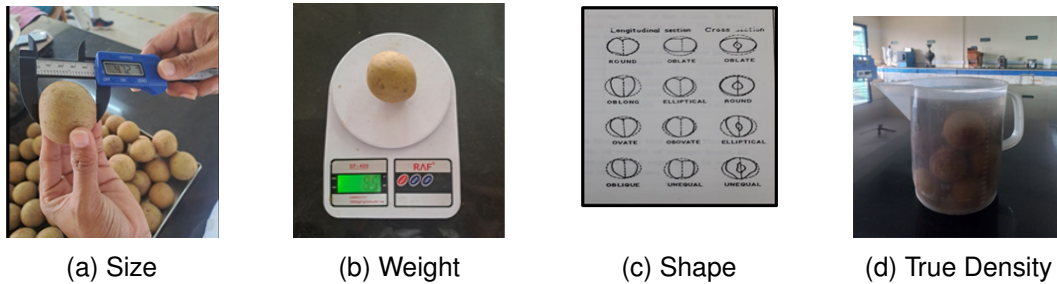 Longitudinal section Cross section
ROUND OBLATE OBLATE
OBLONG ELLIPTICAL ROUND
OVATE OBOVATE ELLIPTICAL
OBLIQUE UNEQUAL UNEQUAL
SF-400
RAF
(a) Size
(b) Weight
(c) Shape
(d) True Density